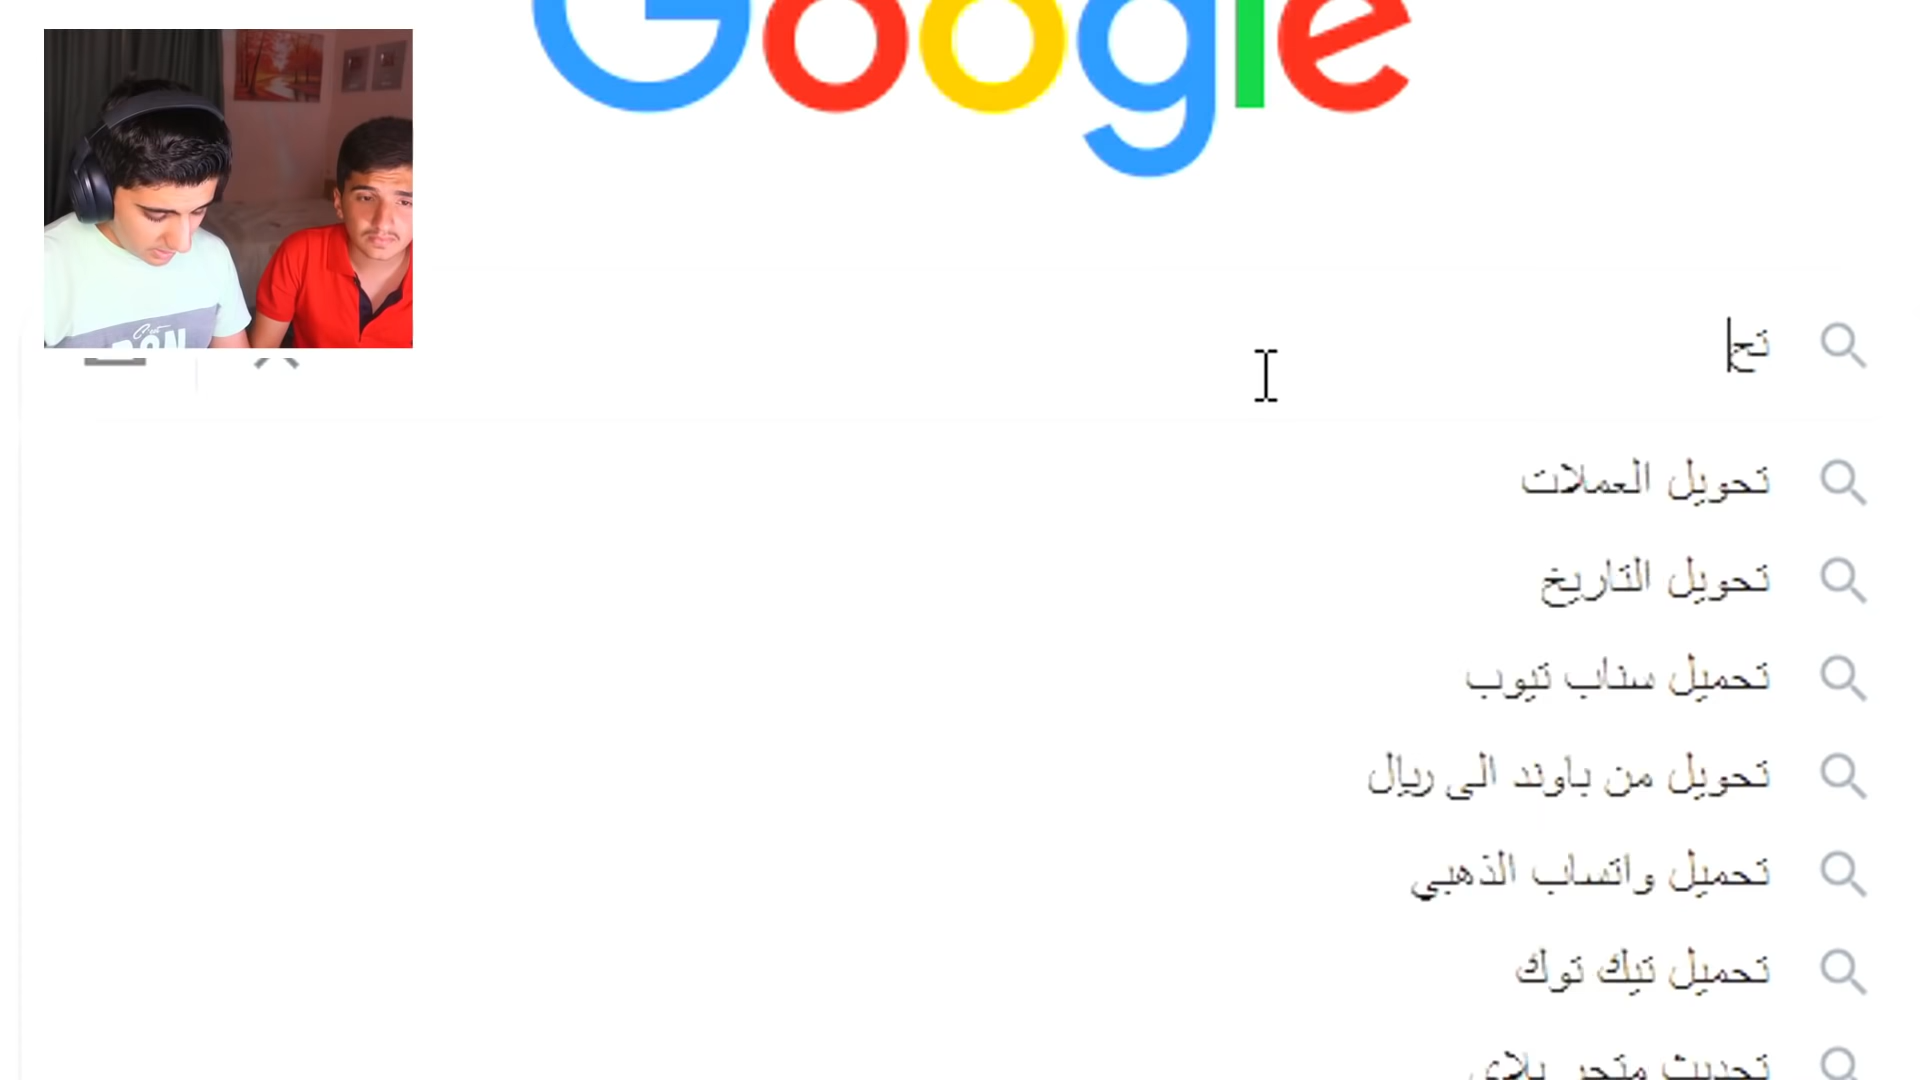 Google
تح
تحويل العملات
تحويل التاريخ
تحميل سناب تيوب
تحويل من باوند الى ريال
تحميل واتساب الذهبي
تحميل تيك توك
تحديث متجر بلاي